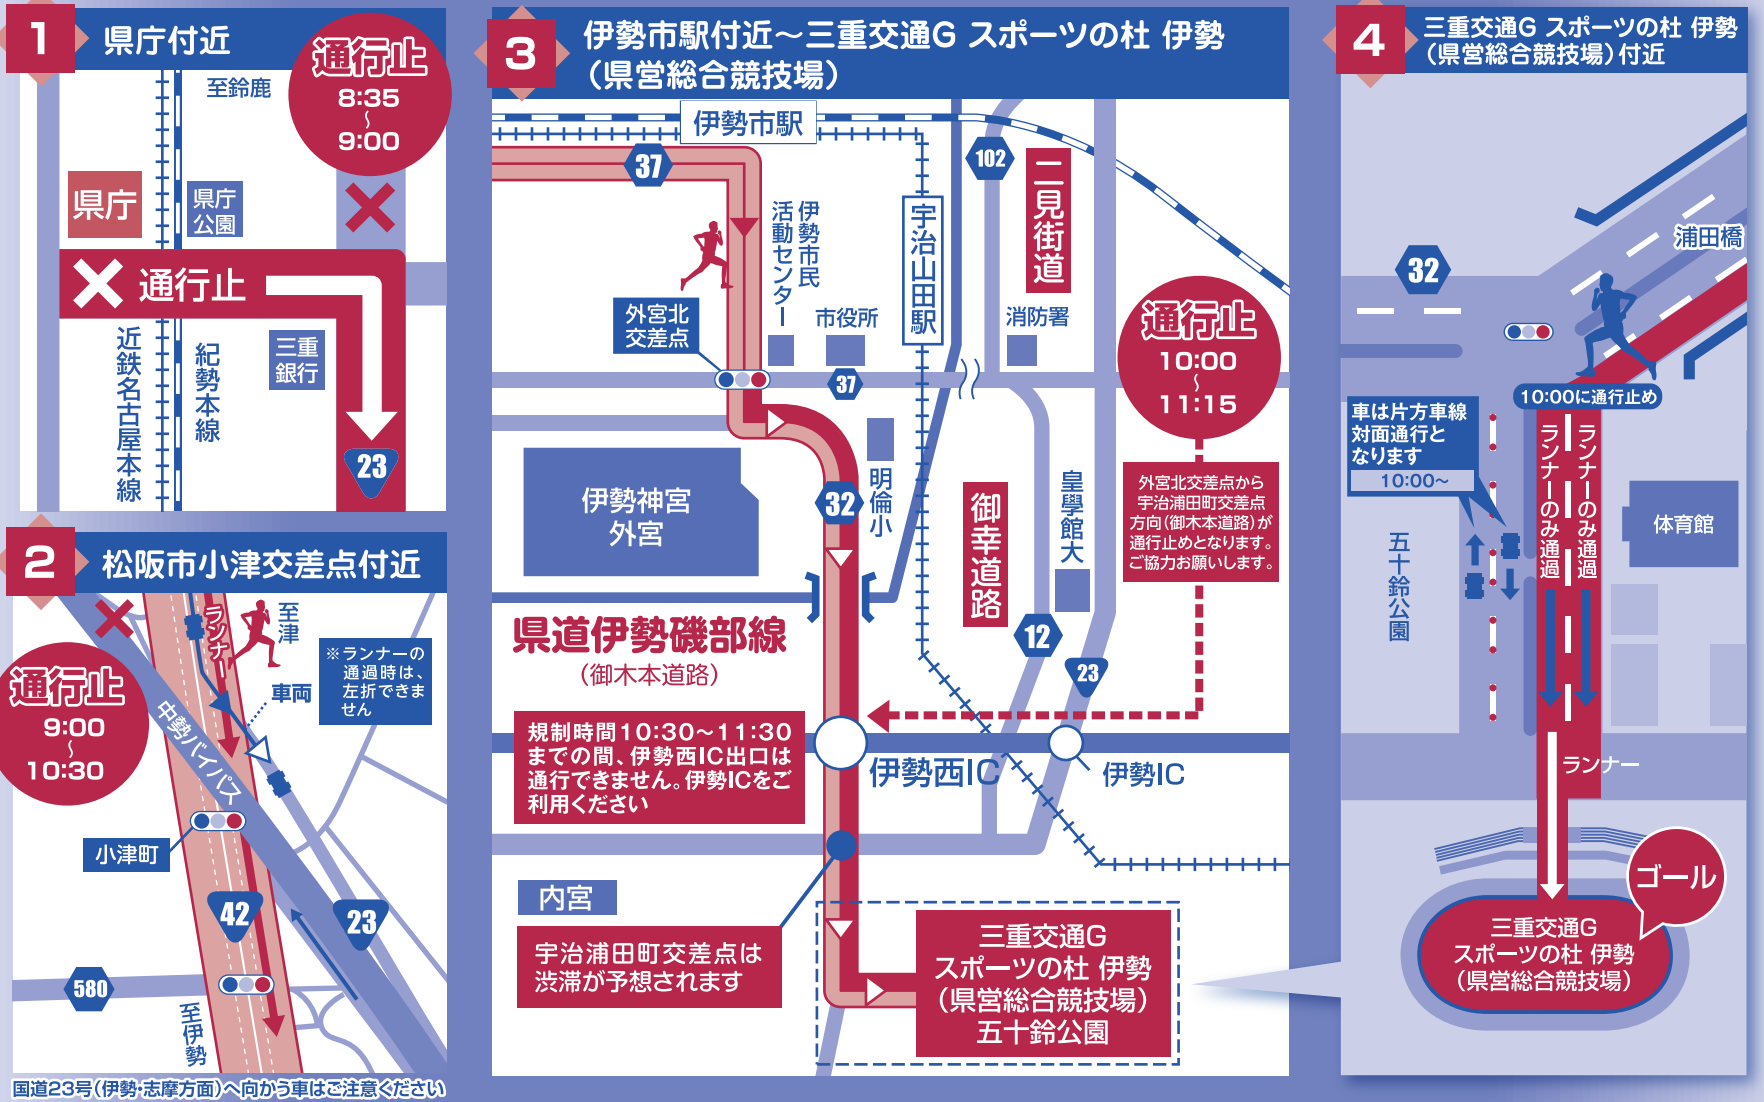 1
県庁付近
通行止
8:35
〜
9:00
至鈴鹿
県庁
県庁
公園
通行止
近鉄名古屋本線
紀勢本線
三重
銀行
23
2
松阪市小津交差点付近
通行止
9:00
〜
10:30
ランナー
至津
※ランナーの
通過時は、
左折できま
せん
車両
中勢バイパス
小津町
42
23
580
至伊勢
国道23号(伊勢・志摩方面)へ向かう車はご注意ください
3
伊勢市駅付近〜三重交通G スポーツの杜 伊勢
(県営総合競技場)
伊勢市駅
37
102
二見街道
伊勢市民
活動センター
宇治山田駅
外宮北
交差点
市役所
消防署
37
通行止
10:00
〜
11:15
伊勢神宮
外宮
32
明倫小
御幸道路
皇學館大
外宮北交差点から
宇治浦田町交差点
方向(御木本道路)が
通行止めとなります。
ご協力お願いします。
県道伊勢磯部線
(御木本道路)
12
23
規制時間10:30〜11:30
までの間、伊勢西IC出口は
通行できません。伊勢ICをご
利用ください
伊勢西IC
伊勢IC
内宮
宇治浦田町交差点は
渋滞が予想されます
三重交通G
スポーツの杜 伊勢
(県営総合競技場)
五十鈴公園
4
三重交通G スポーツの杜 伊勢
(県営総合競技場)付近
浦田橋
32
10:00に通行止め
車は片方車線
対面通行と
なります
10:00〜
ランナーのみ通過
ランナーのみ通過
体育館
五十鈴公園
ランナー
ゴール
三重交通G
スポーツの杜 伊勢
(県営総合競技場)